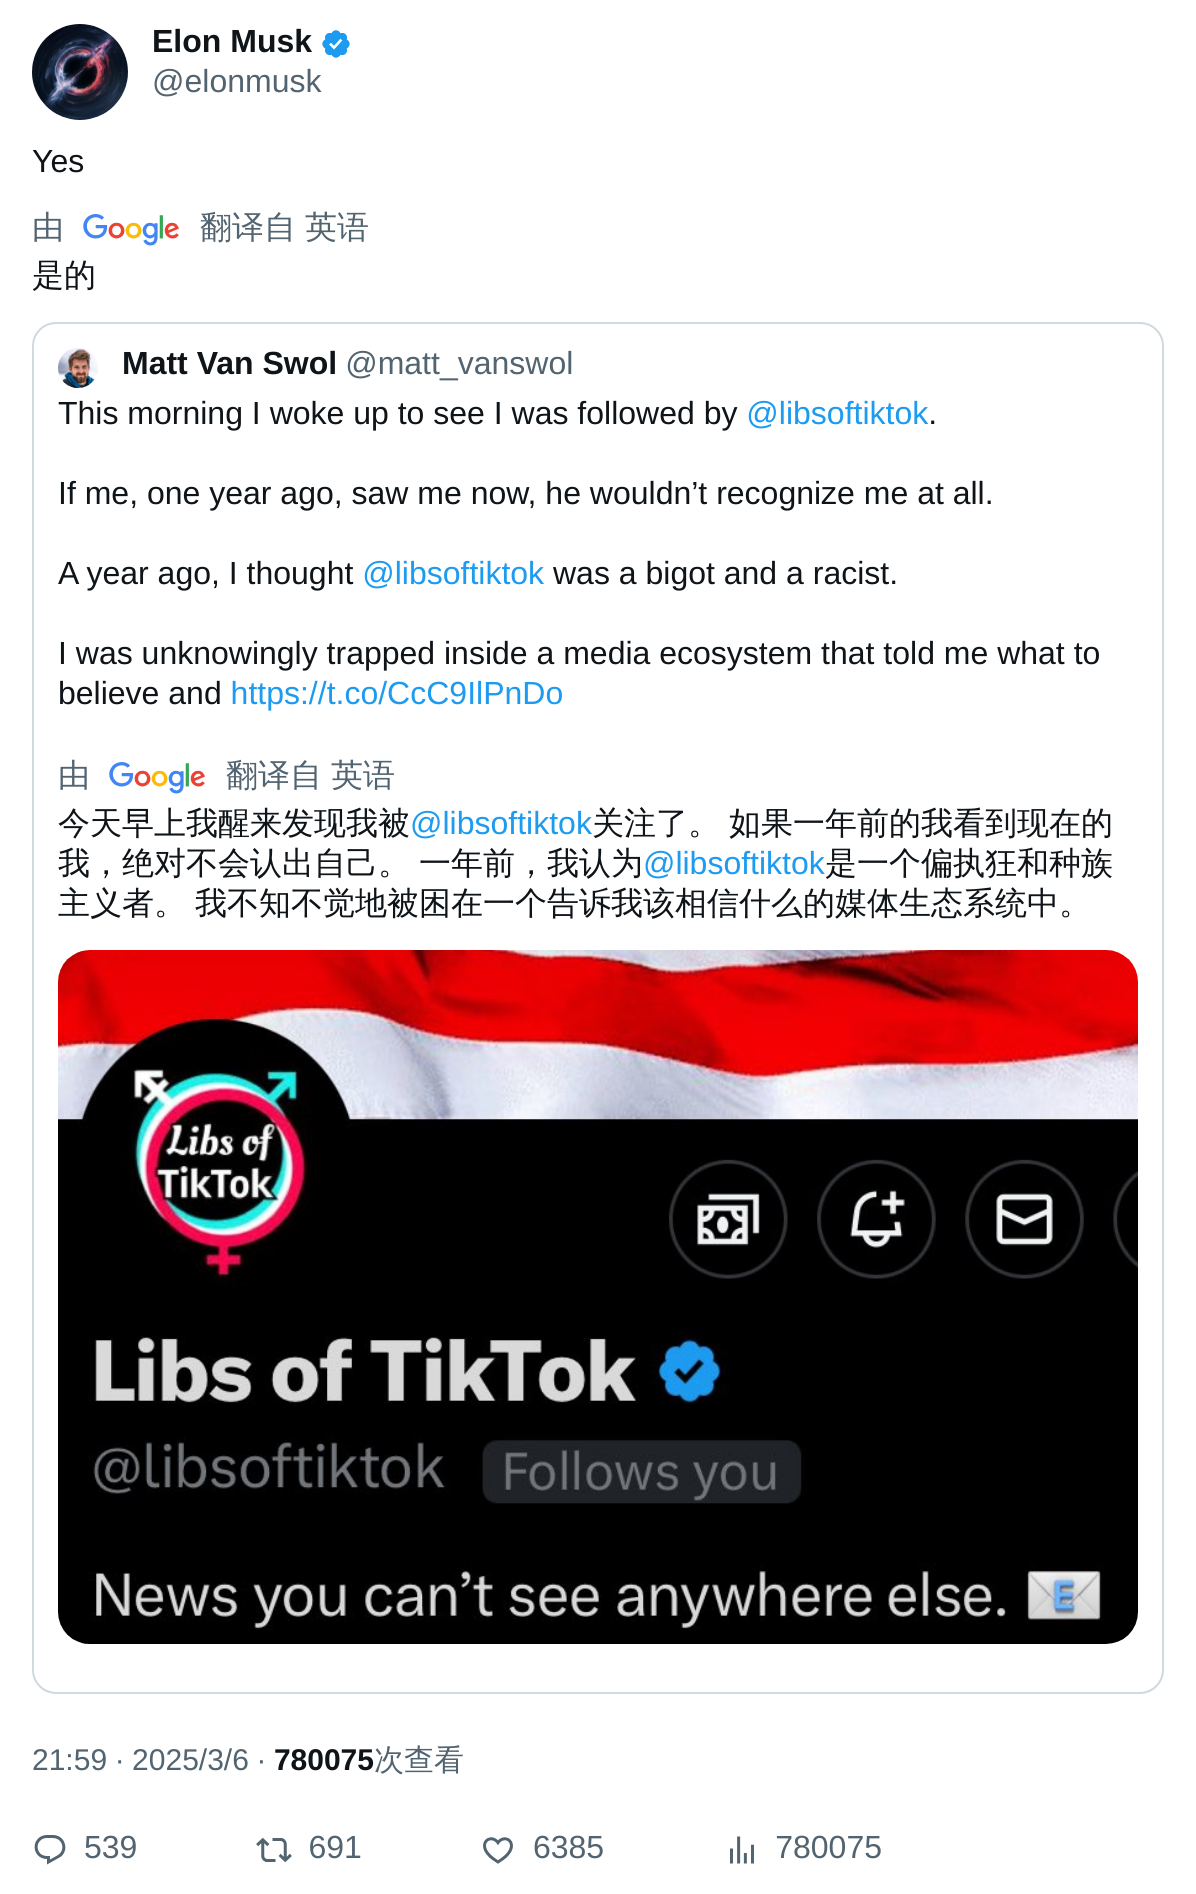 Elon Musk
@elonmusk
Yes
由 Google 翻译自 英语
是的
Matt Van Swol @matt_vanswol
This morning I woke up to see I was followed by @libsoftiktok.
If me, one year ago, saw me now, he wouldn’t recognize me at all.
A year ago, I thought @libsoftiktok was a bigot and a racist.
I was unknowingly trapped inside a media ecosystem that told me what to
believe and https://t.co/CcC9IlPnDo
由 Google 翻译自 英语
今天早上我醒来发现我被@libsoftiktok关注了。 如果一年前的我看到现在的
我，绝对不会认出自己。 一年前，我认为@libsoftiktok是一个偏执狂和种族
主义者。 我不知不觉地被困在一个告诉我该相信什么的媒体生态系统中。
Libs of
TikTok
Libs of TikTok
@libsoftiktok Follows you
News you can’t see anywhere else. 📧
21:59 · 2025/3/6 · 780075次查看
539 691 6385 780075